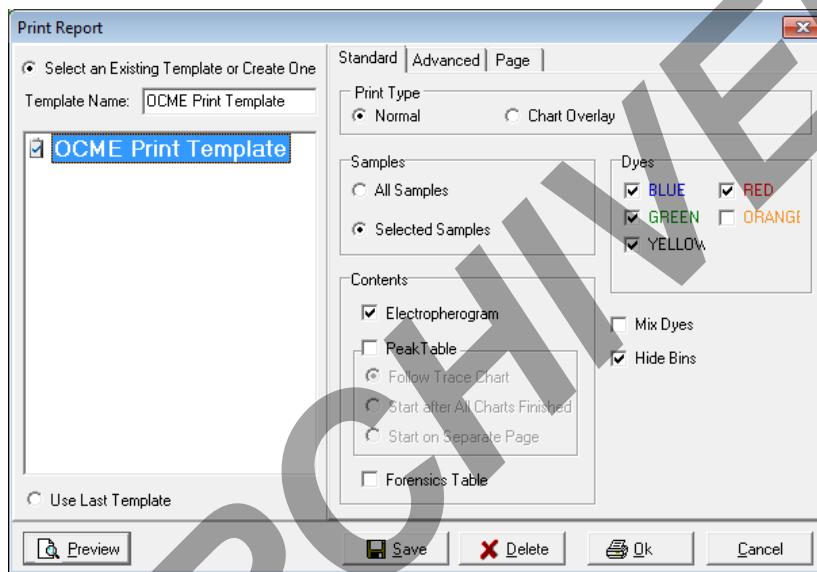 Print Report
Select an Existing Template or Create One
Template Name: OCME Print Template
OCME Print Template
Use Last Template
Standard Advanced Page
Print Type
Normal Chart Overlay
Samples
All Samples
Selected Samples
Dyes
BLUE RED
GREEN ORANGE
YELLOW
Contents
Electropherogram
PeakTable
Follow Trace Chart
Start after All Charts Finished
Start on Separate Page
Forensics Table
Mix Dyes
Hide Bins
Preview Save Delete Ok Cancel